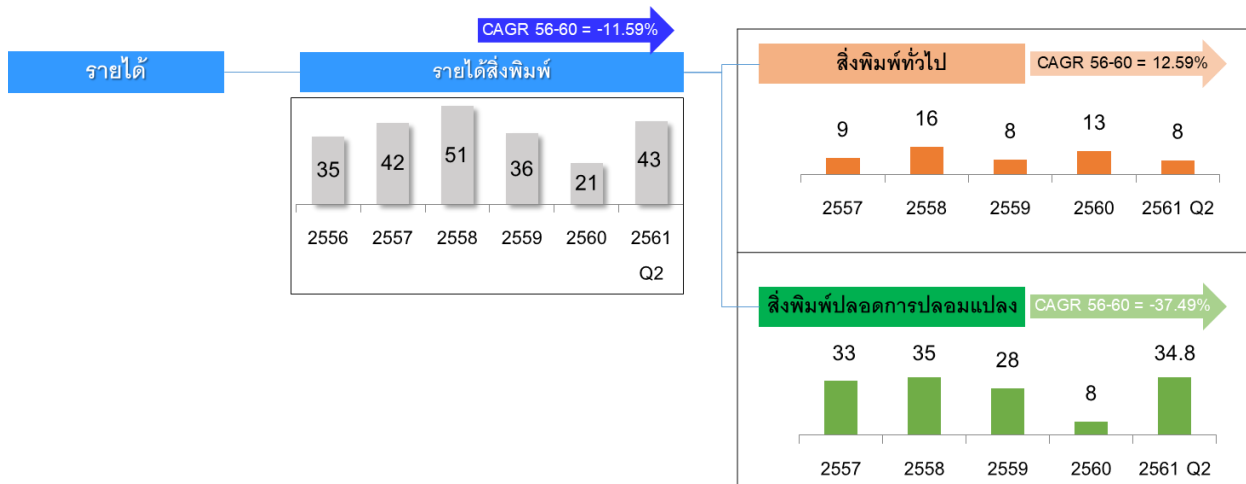 CAGR 56-60 = -11.59%
รายได้
รายได้สิ่งพิมพ์
35 42 51 36 21 43
2556 2557 2558 2559 2560 2561
Q2
สิ่งพิมพ์ทั่วไป
CAGR 56-60 = 12.59%
9 16 8 13 8
2557 2558 2559 2560 2561 Q2
สิ่งพิมพ์ปลอดการปลอมแปลง
CAGR 56-60 = -37.49%
33 35 28 8 34.8
2557 2558 2559 2560 2561 Q2